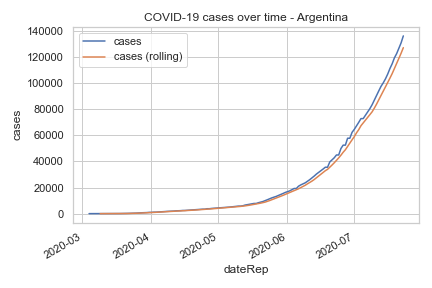 COVID-19 cases over time - Argentina
cases
cases (rolling)
140000
120000
100000
80000
60000
40000
20000
0
cases
2020-03
2020-04
2020-05
2020-06
2020-07
dateRep